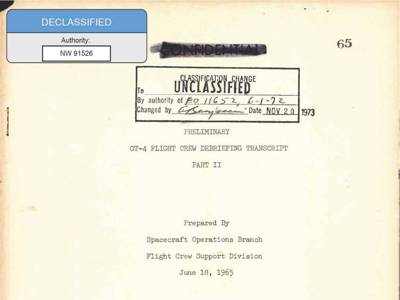 DECLASSIFIED
Authority:
NW 91526
CONFIDENTIAL
65
CLASSIFICATION CHANGE
To UNCLASSIFIED
By authority of EO 11652, 6-1-72
Changed by Date NOV 20 1973
PRELIMINARY
GT-4 FLIGHT CREW DEBRIEFING TRANSCRIPT
PART II
Prepared By
Spacecraft Operations Branch
Flight Crew Support Division
June 18, 1965